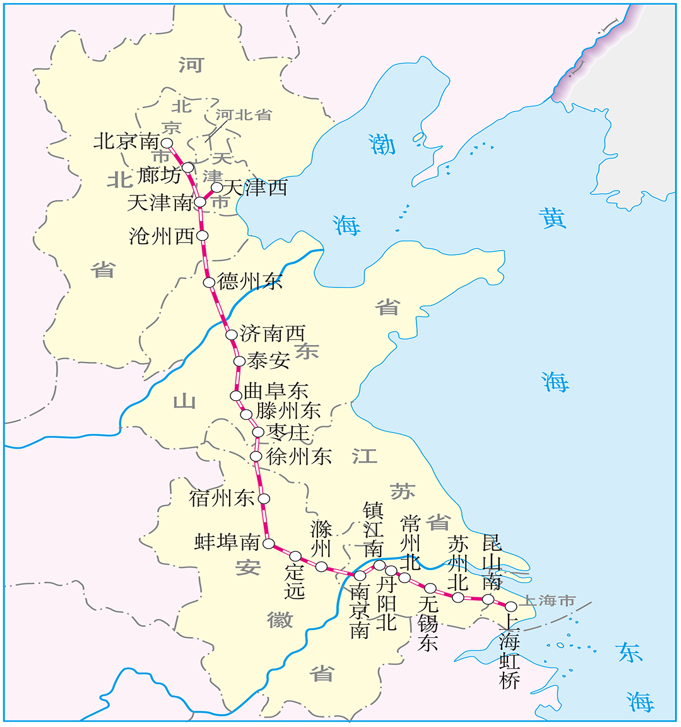 河
北
省
北
京
市
河北省
天
津
市
渤
海
黄
海
北京南
廊坊
天津西
天津南
沧州西
德州东
济南西
泰安
曲阜东
滕州东
枣庄
徐州东
宿州东
蚌埠南
定远
滁州
南京南
镇江南
丹阳北
常州北
无锡东
苏州北
昆山南
上海虹桥
山
东
省
江
苏
省
安
徽
省
上海市
东
海